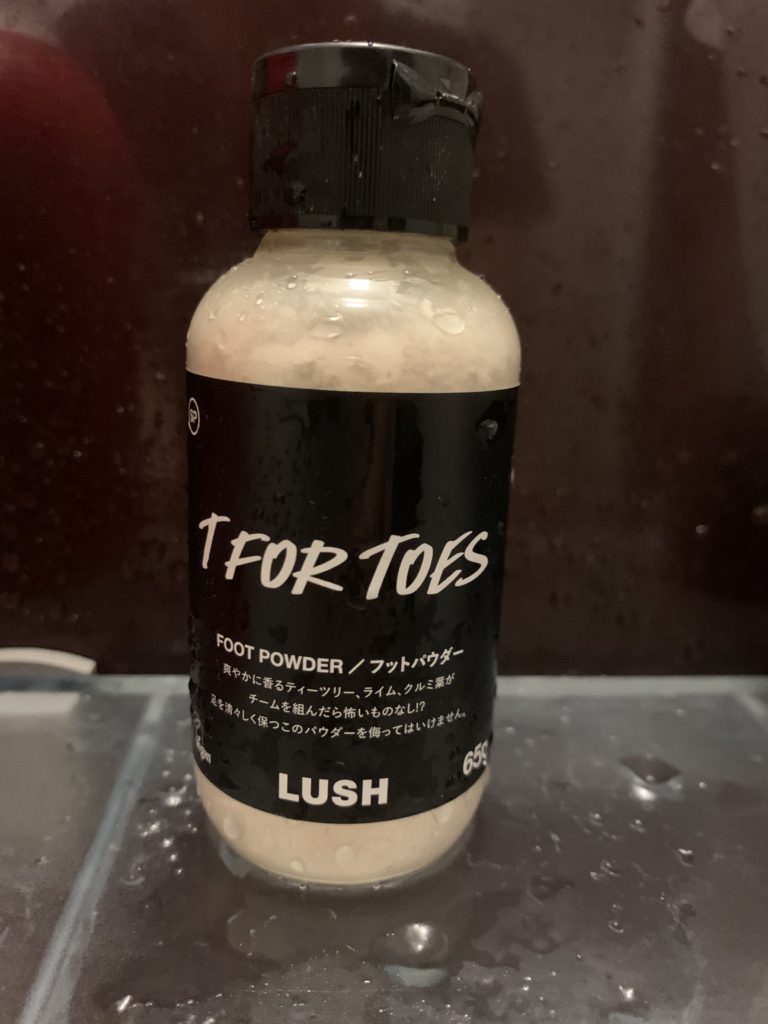 SP
T FOR TOES
FOOT POWDER / フットパウダー
爽やかに香るティーツリー、ライム、クルミ葉が
チームを組んだら怖いものなし!?
足を清々しく保つこのパウダーを侮ってはいけません。
LUSH
65g